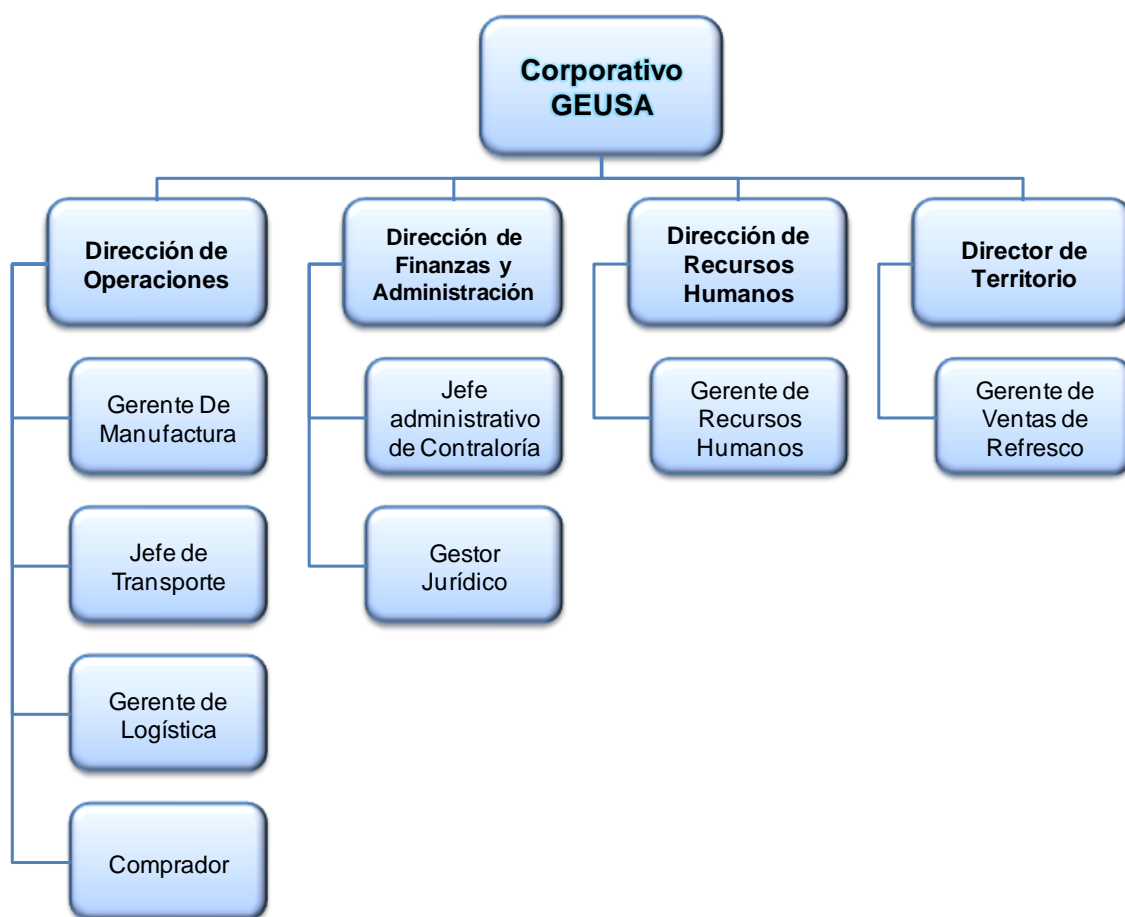 Corporativo
GEUSA
Dirección de
Operaciones
Dirección de
Finanzas y
Administración
Dirección de
Recursos
Humanos
Director de
Territorio
Gerente De
Manufactura
Jefe
administrativo
de Contraloría
Gerente de
Recursos
Humanos
Gerente de
Ventas de
Refresco
Jefe de
Transporte
Gestor
Jurídico
Gerente de
Logística
Comprador